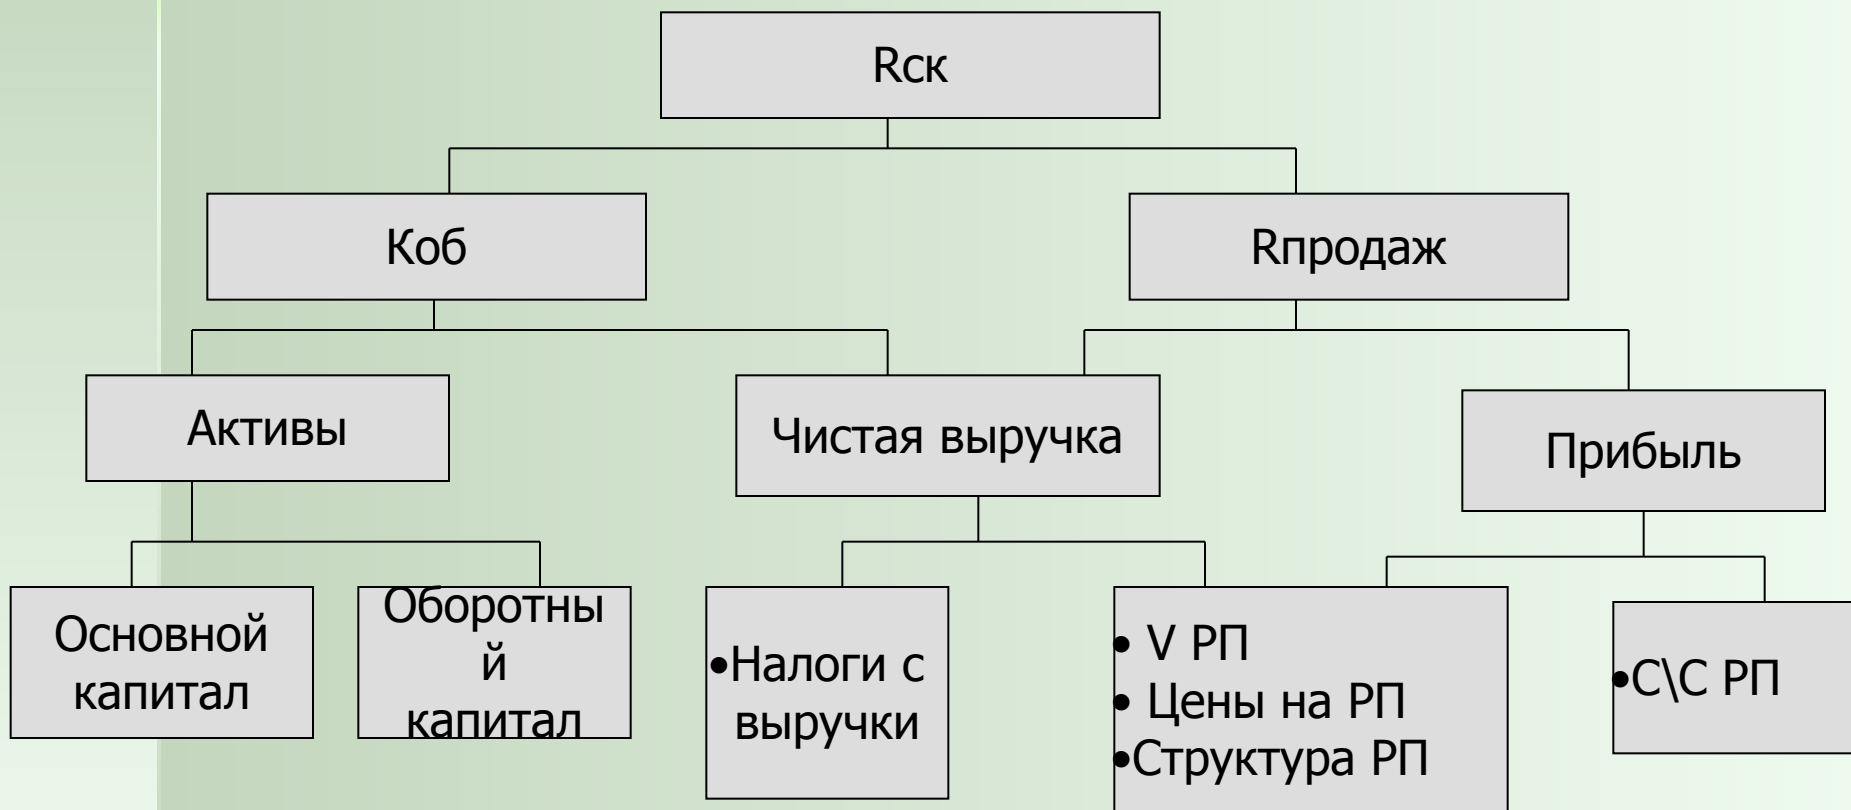 Rск
Коб
Rпродаж
Активы
Чистая выручка
Прибыль
Основной
капитал
Оборотны
й
капитал
•Налоги с
выручки
• V РП
• Цены на РП
•Структура РП
•С\С РП